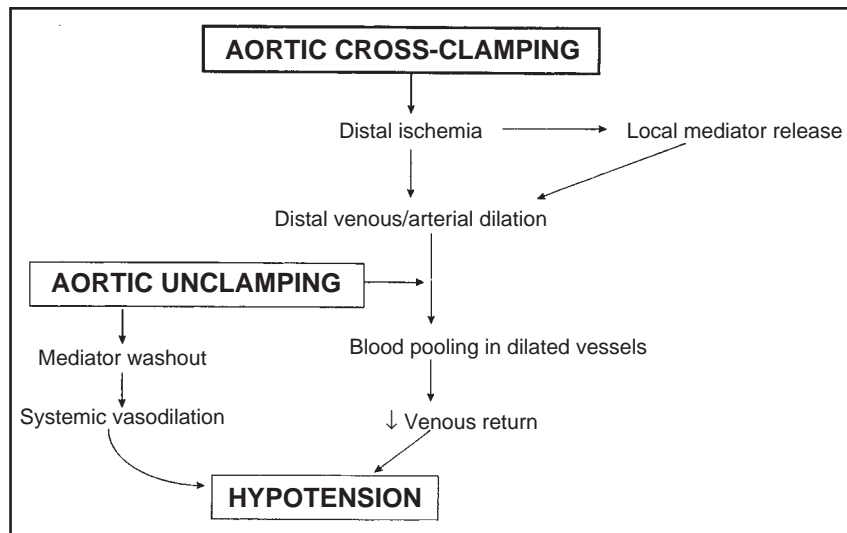 AORTIC CROSS-CLAMPING
Distal ischemia
Local mediator release
Distal venous/arterial dilation
AORTIC UNCLAMPING
Blood pooling in dilated vessels
Mediator washout
Systemic vasodilation
↓ Venous return
HYPOTENSION